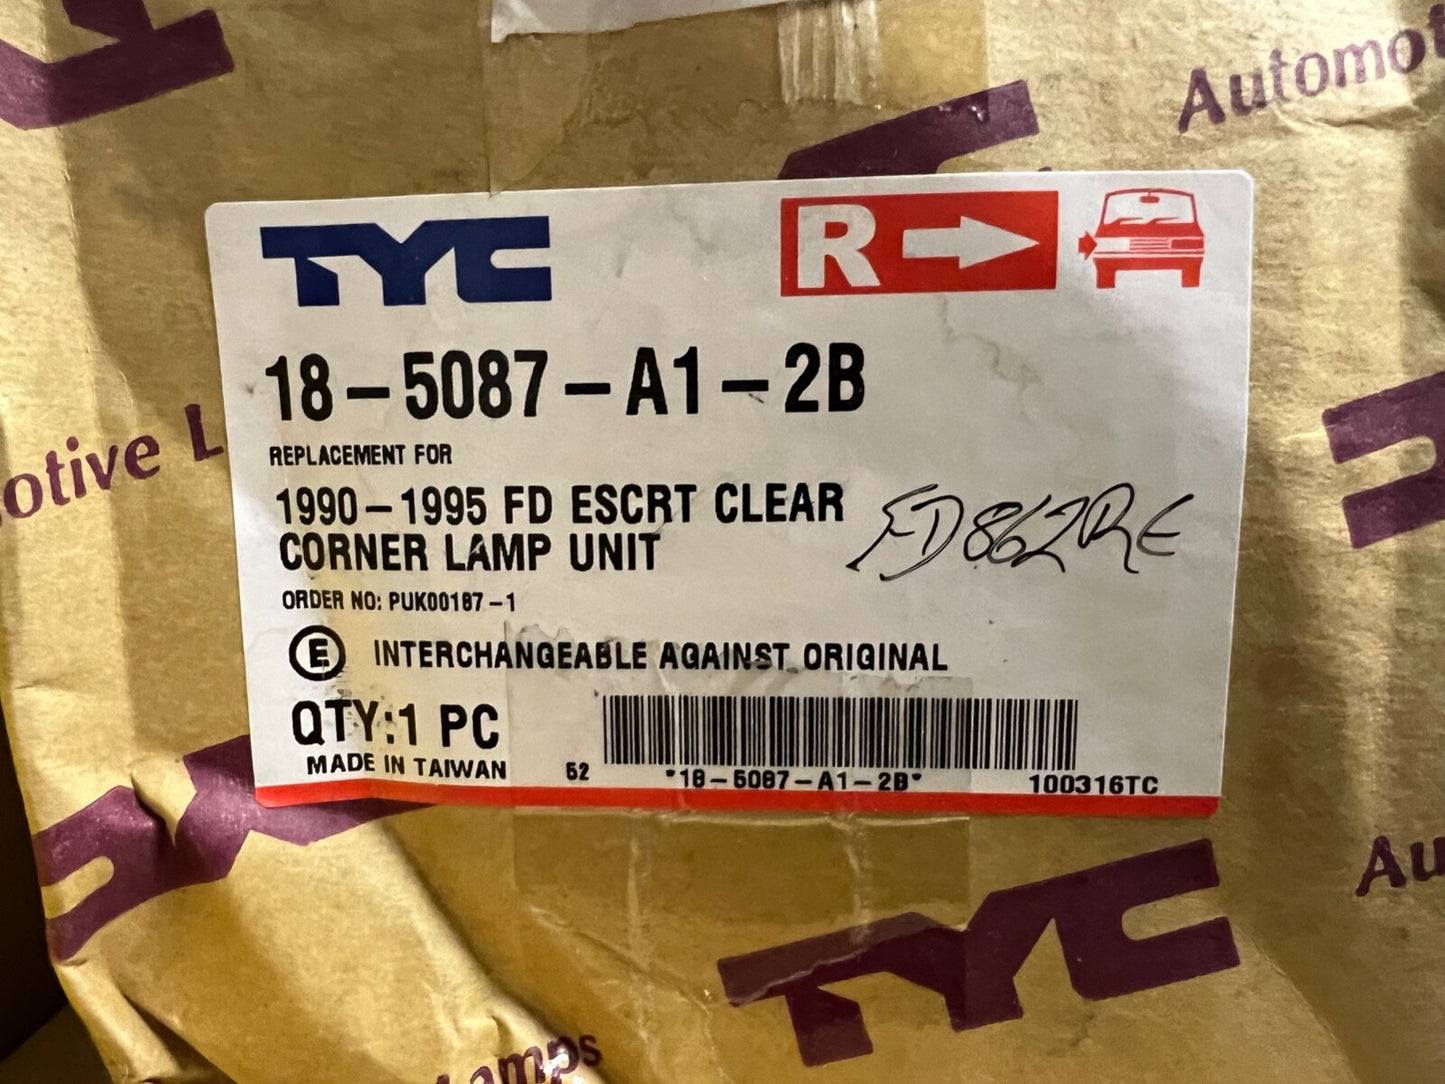 Automot
TYC
R
18-5087-A1-2B
REPLACEMENT FOR
1990-1995 FD ESCRT CLEAR
CORNER LAMP UNIT
FD862RE
ORDER NO: PUK00187-1
E INTERCHANGEABLE AGAINST ORIGINAL
QTY:1 PC
MADE IN TAIWAN
52
*18-5087-A1-2B*
100316TC
otive L
TYC
Au
amps